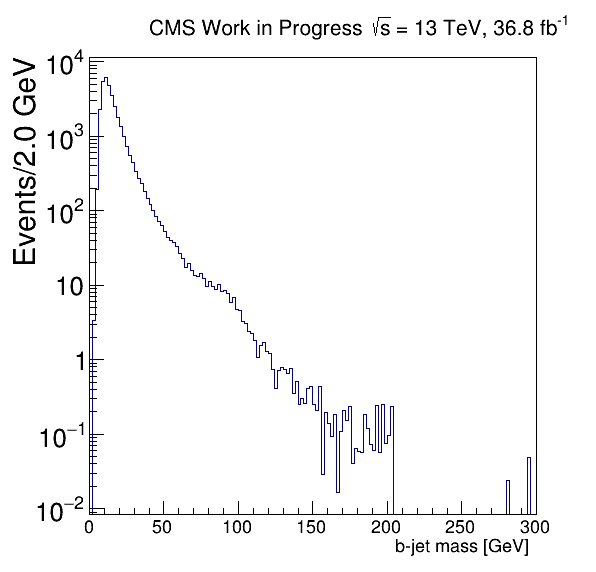 CMS Work in Progress √s = 13 TeV, 36.8 fb⁻¹
Events/2.0 GeV
10⁴
10³
10²
10
1
10⁻¹
10⁻²
0 50 100 150 200 250 300
b-jet mass [GeV]